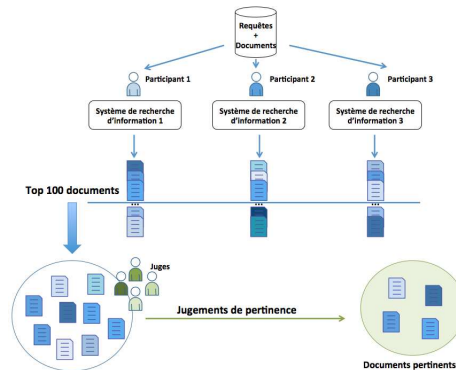 Requêtes
+
Documents
Participant 1
Participant 2
Participant 3
Système de recherche
d'information 1
Système de recherche
d'information 2
Système de recherche
d'information 3
Top 100 documents
...
...
...
Juges
Jugements de pertinence
Documents pertinents